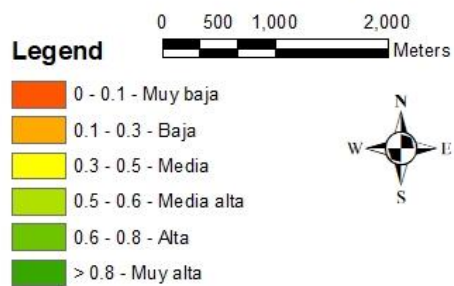 0 500 1,000 2,000
Meters
Legend
0 - 0.1 - Muy baja
0.1 - 0.3 - Baja
0.3 - 0.5 - Media
0.5 - 0.6 - Media alta
0.6 - 0.8 - Alta
> 0.8 - Muy alta
N
W E
S